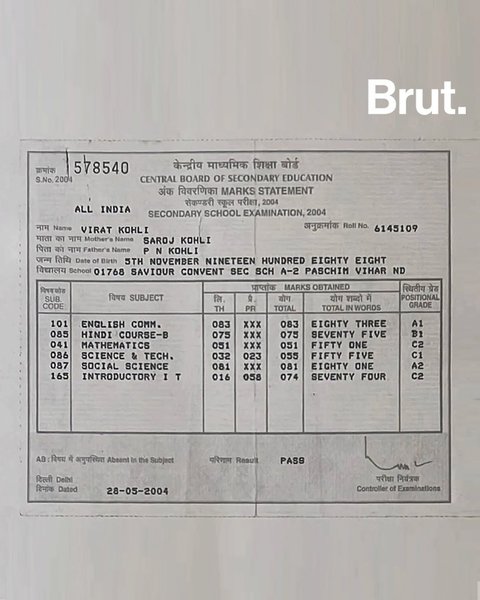 Brut.
क्रमांक 578540
S.No. 2004
केन्द्रीय माध्यमिक शिक्षा बोर्ड
CENTRAL BOARD OF SECONDARY EDUCATION
अंक विवरणिका MARKS STATEMENT
सेकण्डरी स्कूल परीक्षा, 2004
ALL INDIA SECONDARY SCHOOL EXAMINATION, 2004
नाम Name VIRAT KOHLI अनुक्रमांक Roll No. 6145109
माता का नाम Mother's Name SAROJ KOHLI
पिता का नाम Father's Name P N KOHLI
जन्म तिथि Date of Birth 5TH NOVEMBER NINETEEN HUNDRED EIGHTY EIGHT
विद्यालय School 01768 SAVIOUR CONVENT SEC SCH A-2 PASCHIM VIHAR ND
विषय कोड SUB. CODE विषय SUBJECT प्राप्तांक MARKS OBTAINED स्थितीय ग्रेड POSITIONAL GRADE
लि. TH प्रै. PR योग TOTAL योग शब्दों में TOTAL IN WORDS
101 ENGLISH COMM. 083 XXX 083 EIGHTY THREE A1
085 HINDI COURSE-B 075 XXX 075 SEVENTY FIVE B1
041 MATHEMATICS 051 XXX 051 FIFTY ONE C2
086 SCIENCE & TECH. 032 023 055 FIFTY FIVE C1
087 SOCIAL SCIENCE 081 XXX 081 EIGHTY ONE A2
165 INTRODUCTORY I T 016 058 074 SEVENTY FOUR C2
AB : विषय में अनुपस्थित Absent in the Subject परिणाम Result PASS
दिल्ली Delhi
दिनांक Dated 28-05-2004
परीक्षा नियंत्रक
Controller of Examinations